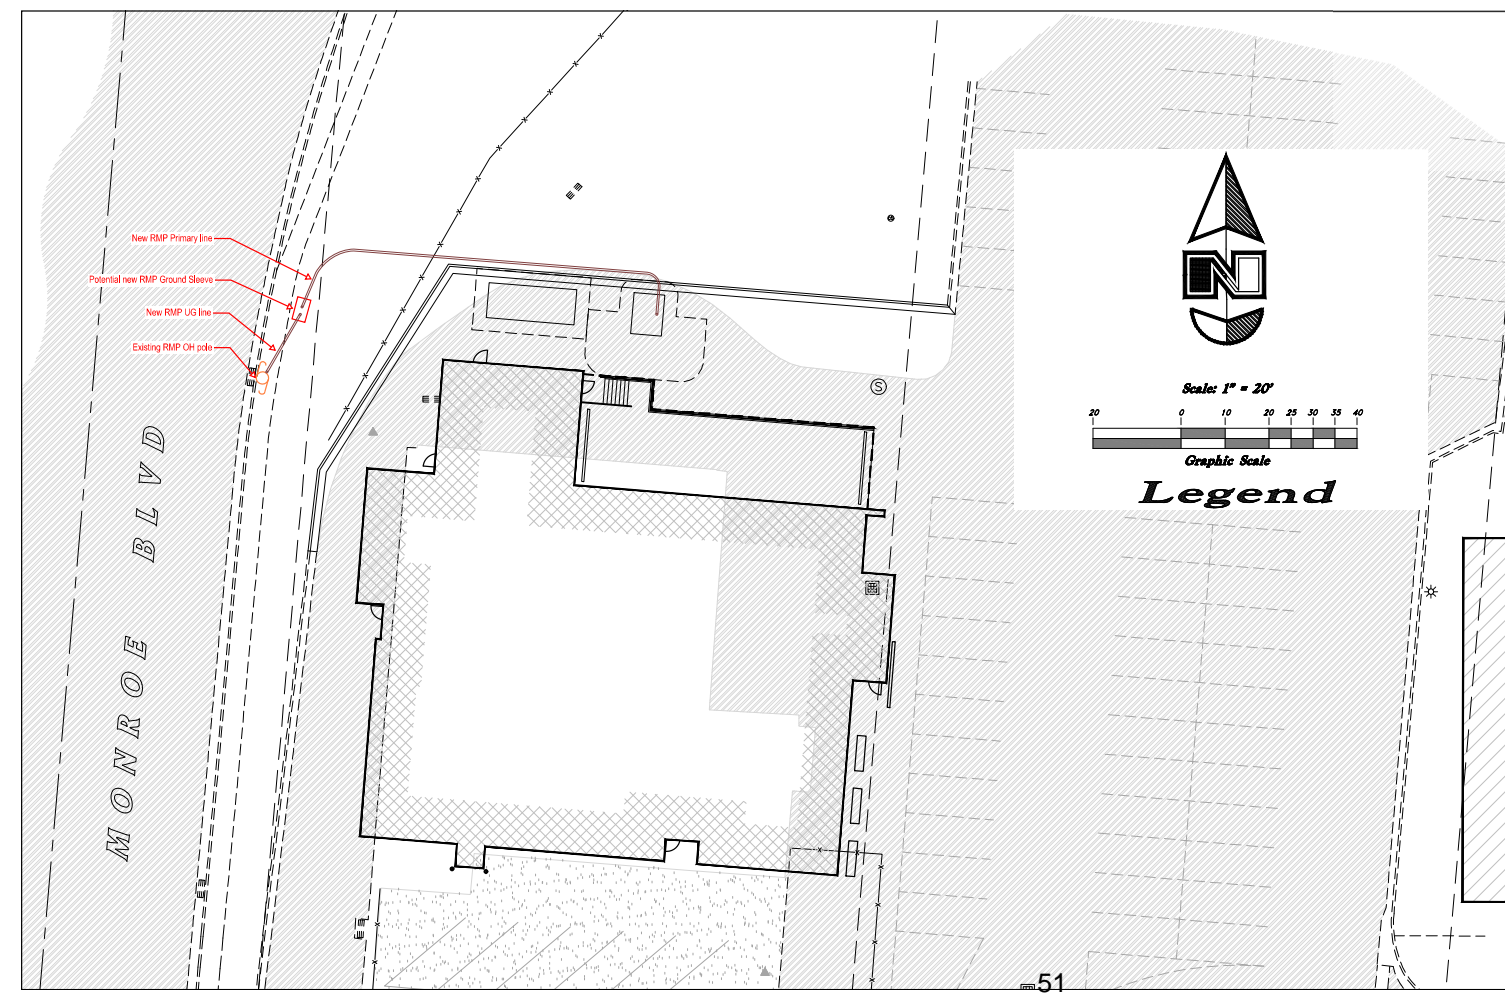 New RMP Primary line
Potential new RMP Ground Sleeve
New RMP UG line
Existing RMP OH pole
MONROE BLVD
S
N
Scale: 1" = 20'
20 0 10 20 25 30 35 40
Graphic Scale
Legend
51